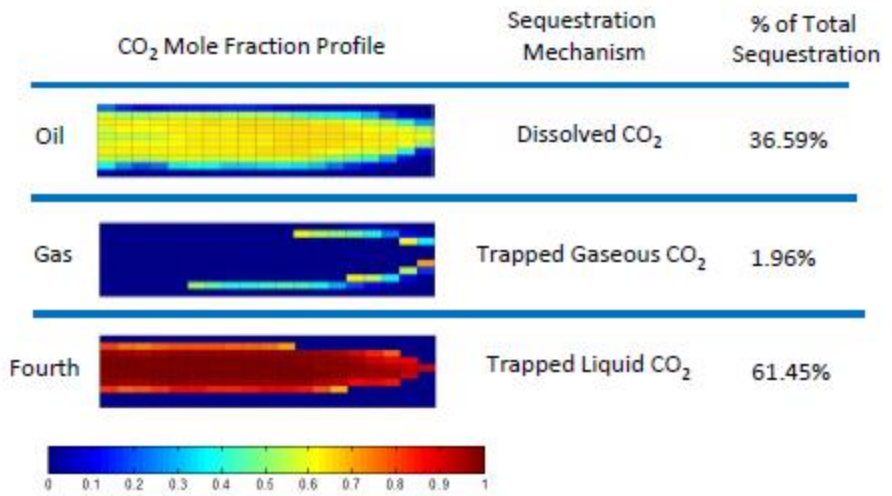 CO₂ Mole Fraction Profile
Sequestration
Mechanism
% of Total
Sequestration
Oil
Dissolved CO₂
36.59%
Gas
Trapped Gaseous CO₂
1.96%
Fourth
Trapped Liquid CO₂
61.45%
0 0.1 0.2 0.3 0.4 0.5 0.6 0.7 0.8 0.9 1